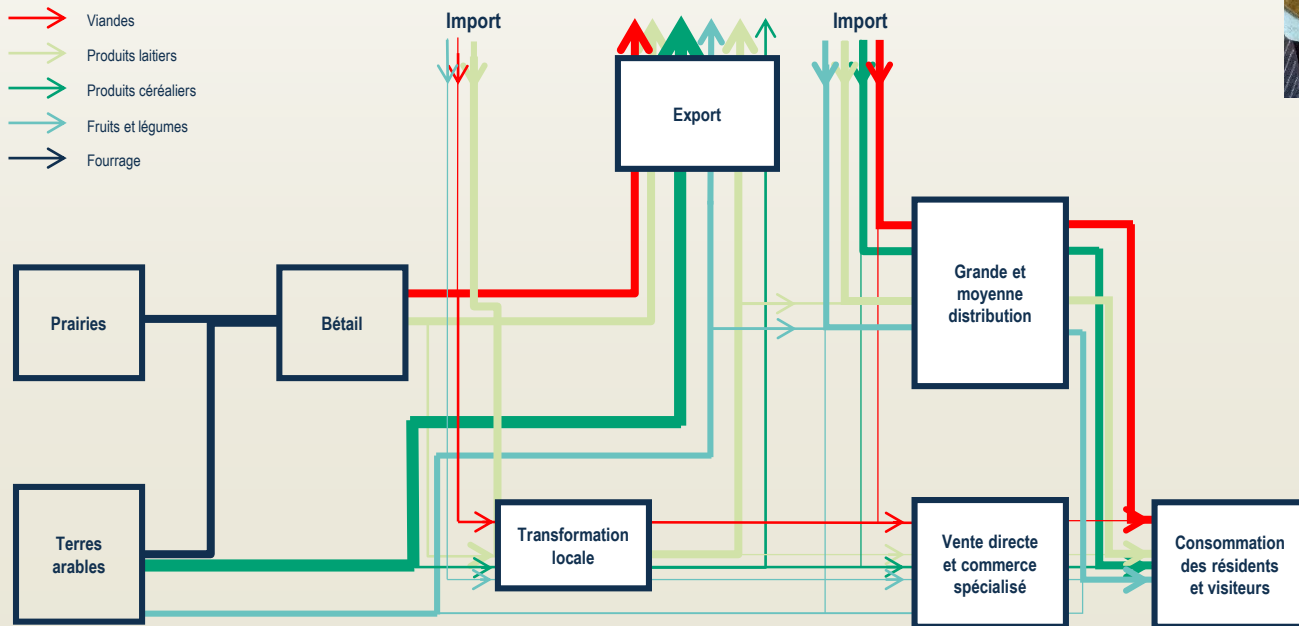 Viandes
Produits laitiers
Produits céréaliers
Fruits et légumes
Fourrage
Import
Import
Export
Prairies
Bétail
Grande et
moyenne
distribution
Terres
arables
Transformation
locale
Vente directe
et commerce
spécialisé
Consommation
des résidents
et visiteurs